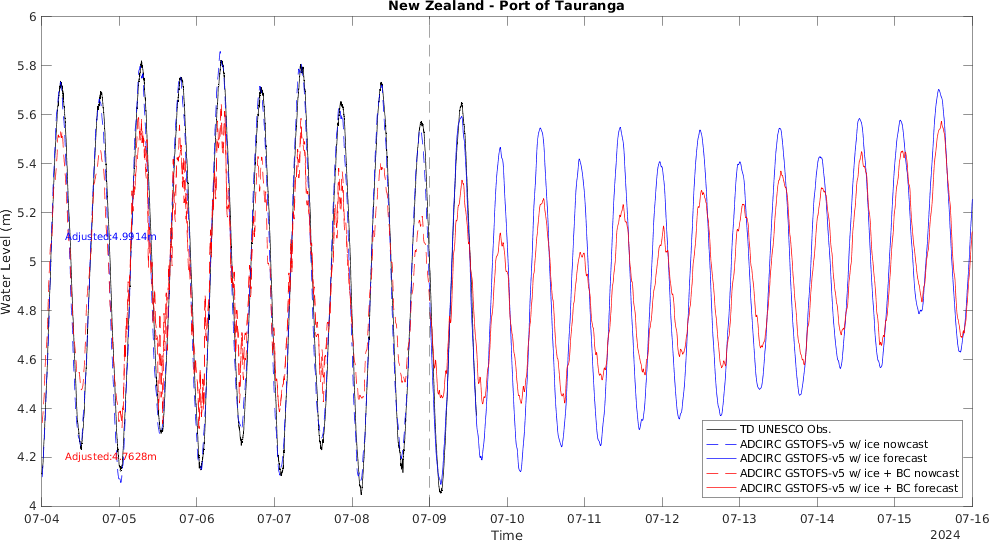 New Zealand - Port of Tauranga
6
5.8
5.6
5.4
5.2
5
4.8
4.6
4.4
4.2
4
Water Level (m)
Adjusted:4.9914m
Adjusted:4.7628m
TD UNESCO Obs.
ADCIRC GSTOFS-v5 w/ ice nowcast
ADCIRC GSTOFS-v5 w/ ice forecast
ADCIRC GSTOFS-v5 w/ ice + BC nowcast
ADCIRC GSTOFS-v5 w/ ice + BC forecast
07-04 07-05 07-06 07-07 07-08 07-09 07-10 07-11 07-12 07-13 07-14 07-15 07-16
Time
2024